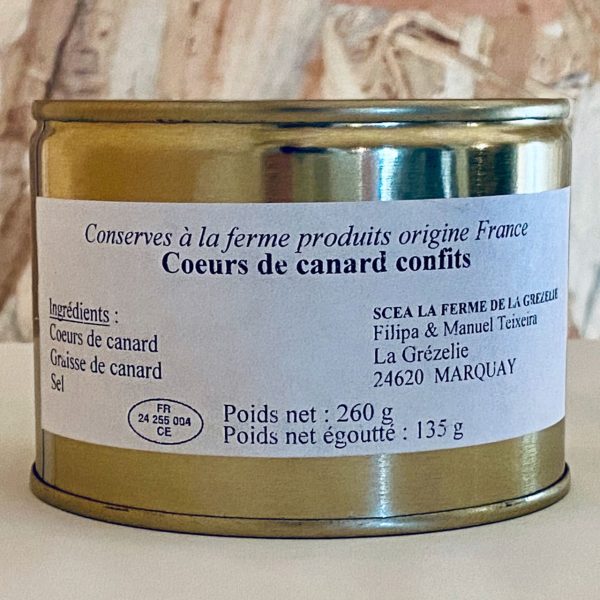 Conserves à la ferme produits origine France
Coeurs de canard confits
Ingrédients :
Coeurs de canard
Graisse de canard
Sel
SCEA LA FERME DE LA GREZELIE
Filipa & Manuel Teixeira
La Grézelie
24620 MARQUAY
FR
24 255 004
CE
Poids net : 260 g
Poids net égoutté : 135 g